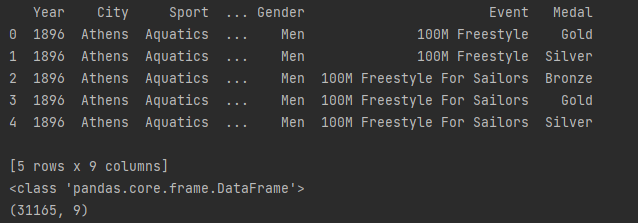 Year City Sport ... Gender Event Medal
0 1896 Athens Aquatics ... Men 100M Freestyle Gold
1 1896 Athens Aquatics ... Men 100M Freestyle Silver
2 1896 Athens Aquatics ... Men 100M Freestyle For Sailors Bronze
3 1896 Athens Aquatics ... Men 100M Freestyle For Sailors Gold
4 1896 Athens Aquatics ... Men 100M Freestyle For Sailors Silver
[5 rows x 9 columns]
<class 'pandas.core.frame.DataFrame'>
(31165, 9)